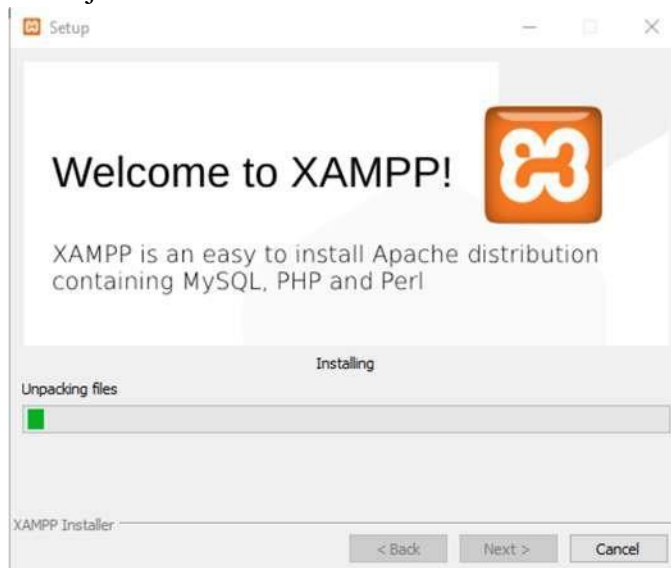 Setup
Welcome to XAMPP!
XAMPP is an easy to install Apache distribution
containing MySQL, PHP and Perl
Installing
Unpacking files
XAMPP Installer
< Back
Next >
Cancel